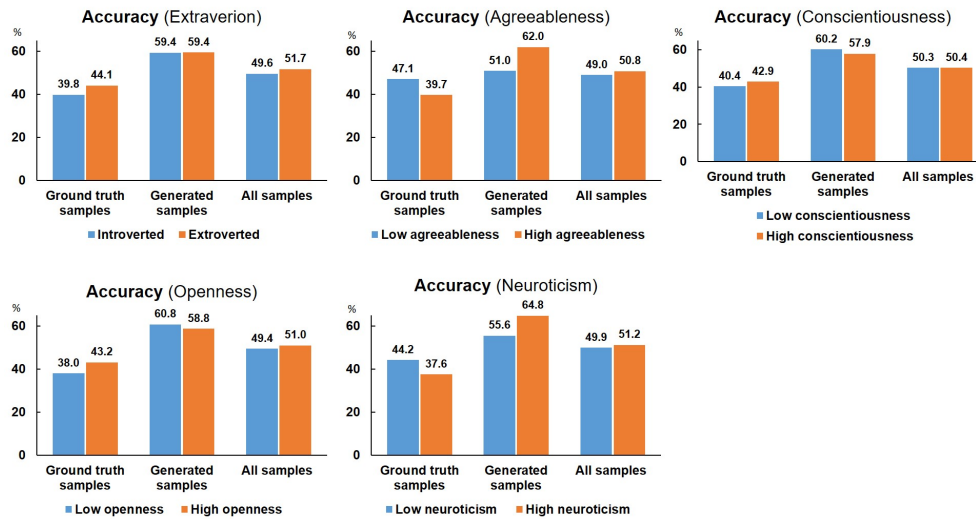 Accuracy (Extraverion)
%
60
40
20
0
39.8
44.1
59.4
59.4
49.6
51.7
Ground truth samples
Generated samples
All samples
Introverted
Extroverted
Accuracy (Agreeableness)
%
60
40
20
0
47.1
39.7
51.0
62.0
49.0
50.8
Ground truth samples
Generated samples
All samples
Low agreeableness
High agreeableness
Accuracy (Conscientiousness)
%
60
40
20
0
40.4
42.9
60.2
57.9
50.3
50.4
Ground truth samples
Generated samples
All samples
Low conscientiousness
High conscientiousness
Accuracy (Openness)
%
60
40
20
0
38.0
43.2
60.8
58.8
49.4
51.0
Ground truth samples
Generated samples
All samples
Low openness
High openness
Accuracy (Neuroticism)
%
60
40
20
0
44.2
37.6
55.6
64.8
49.9
51.2
Ground truth samples
Generated samples
All samples
Low neuroticism
High neuroticism